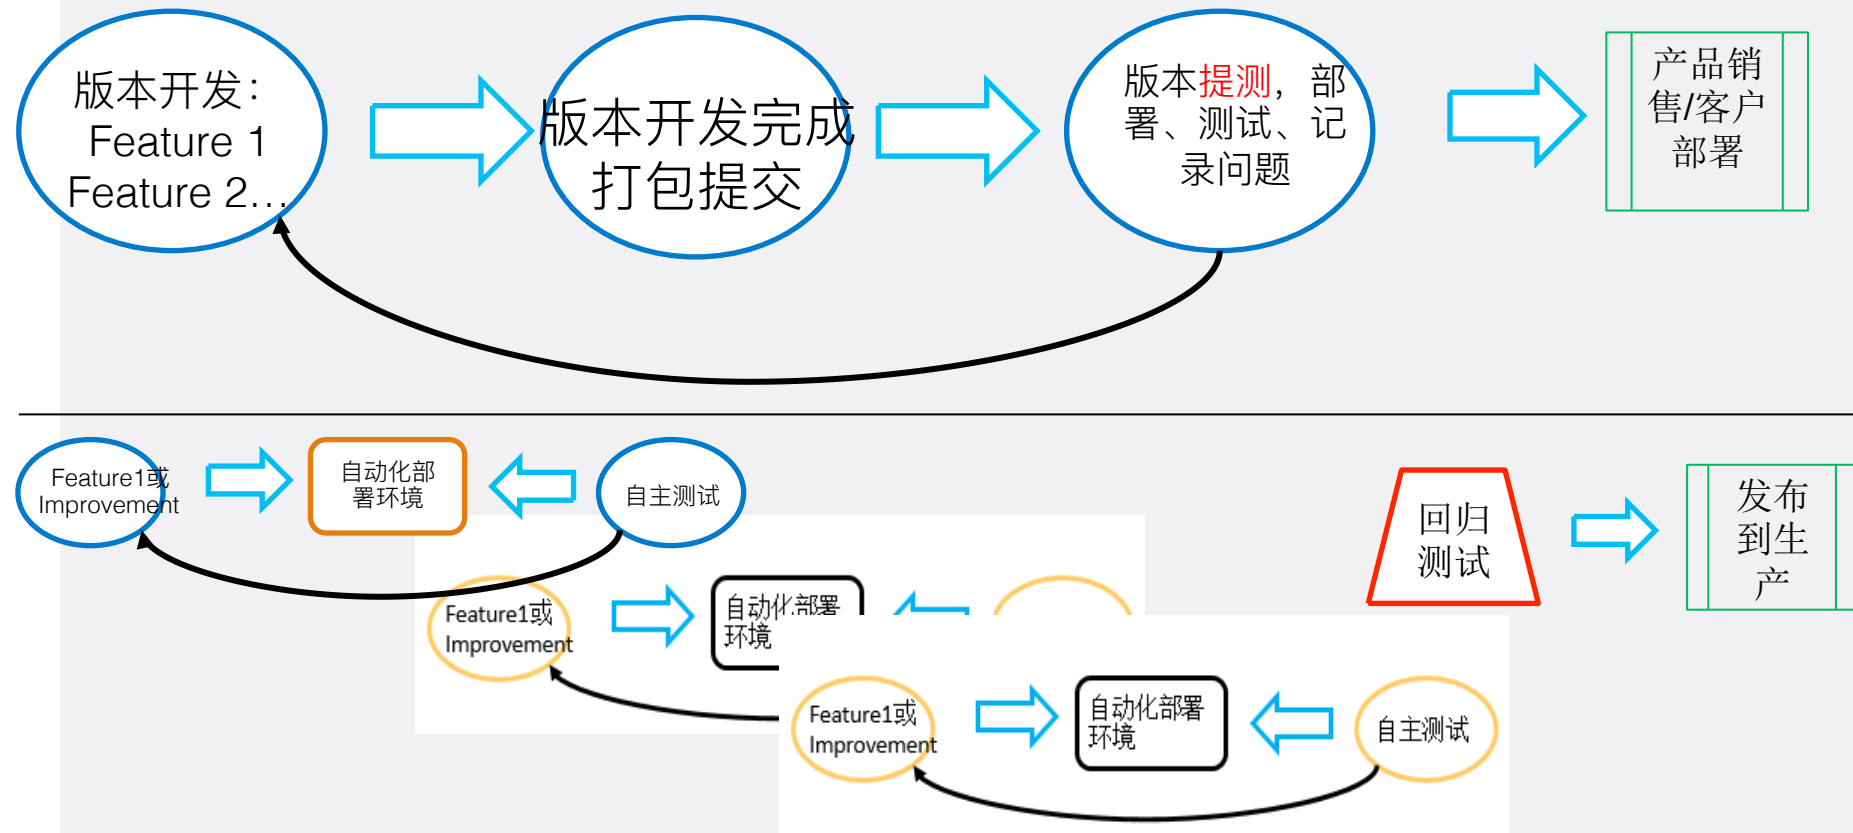 版本开发：
Feature 1
Feature 2...
版本开发完成
打包提交
版本提测，部
署、测试、记
录问题
产品销
售/客户
部署
Feature1或
Improvement
自动化部
署环境
自主测试
回归
测试
发布
到生
产
Feature1或
Improvement
自动化部署
环境
Feature1或
Improvement
自动化部署
环境
自主测试